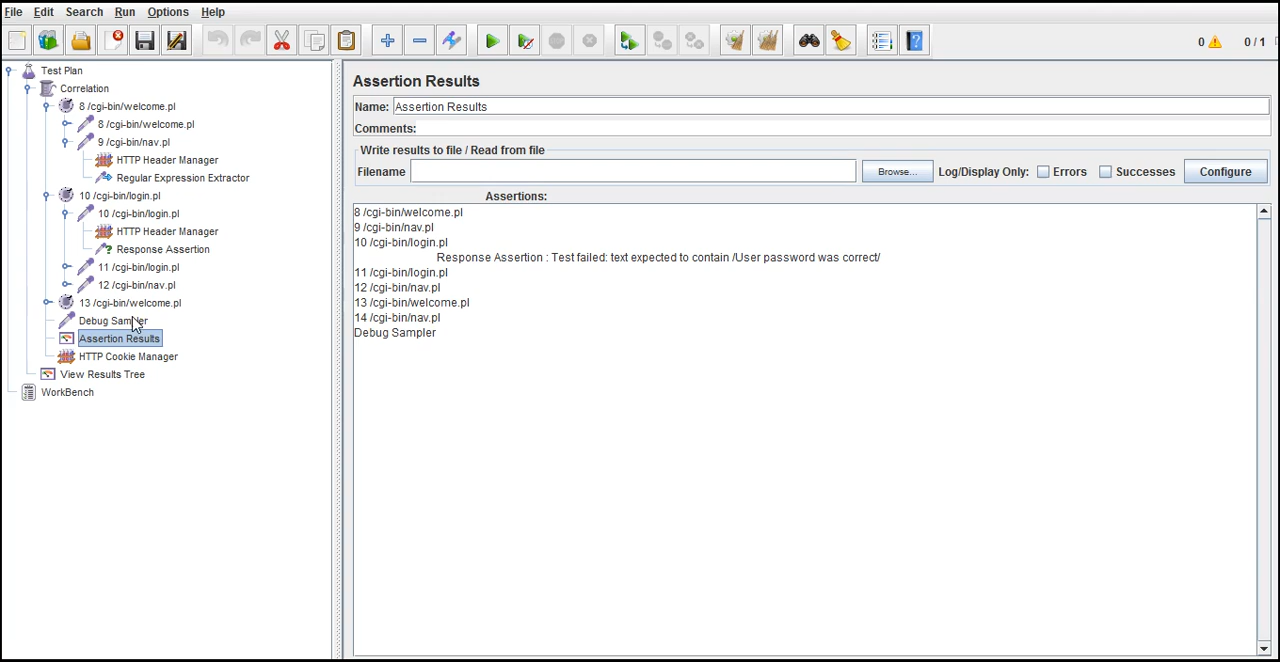 File Edit Search Run Options Help
0 0 / 1
Test Plan
Correlation
8 /cgi-bin/welcome.pl
8 /cgi-bin/welcome.pl
9 /cgi-bin/nav.pl
HTTP Header Manager
Regular Expression Extractor
10 /cgi-bin/login.pl
10 /cgi-bin/login.pl
HTTP Header Manager
Response Assertion
11 /cgi-bin/login.pl
12 /cgi-bin/nav.pl
13 /cgi-bin/welcome.pl
Debug Sampler
Assertion Results
HTTP Cookie Manager
View Results Tree
WorkBench
Assertion Results
Name: Assertion Results
Comments:
Write results to file / Read from file
Filename Browse... Log/Display Only: Errors Successes Configure
Assertions:
8 /cgi-bin/welcome.pl
9 /cgi-bin/nav.pl
10 /cgi-bin/login.pl
Response Assertion : Test failed: text expected to contain /User password was correct/
11 /cgi-bin/login.pl
12 /cgi-bin/nav.pl
13 /cgi-bin/welcome.pl
14 /cgi-bin/nav.pl
Debug Sampler